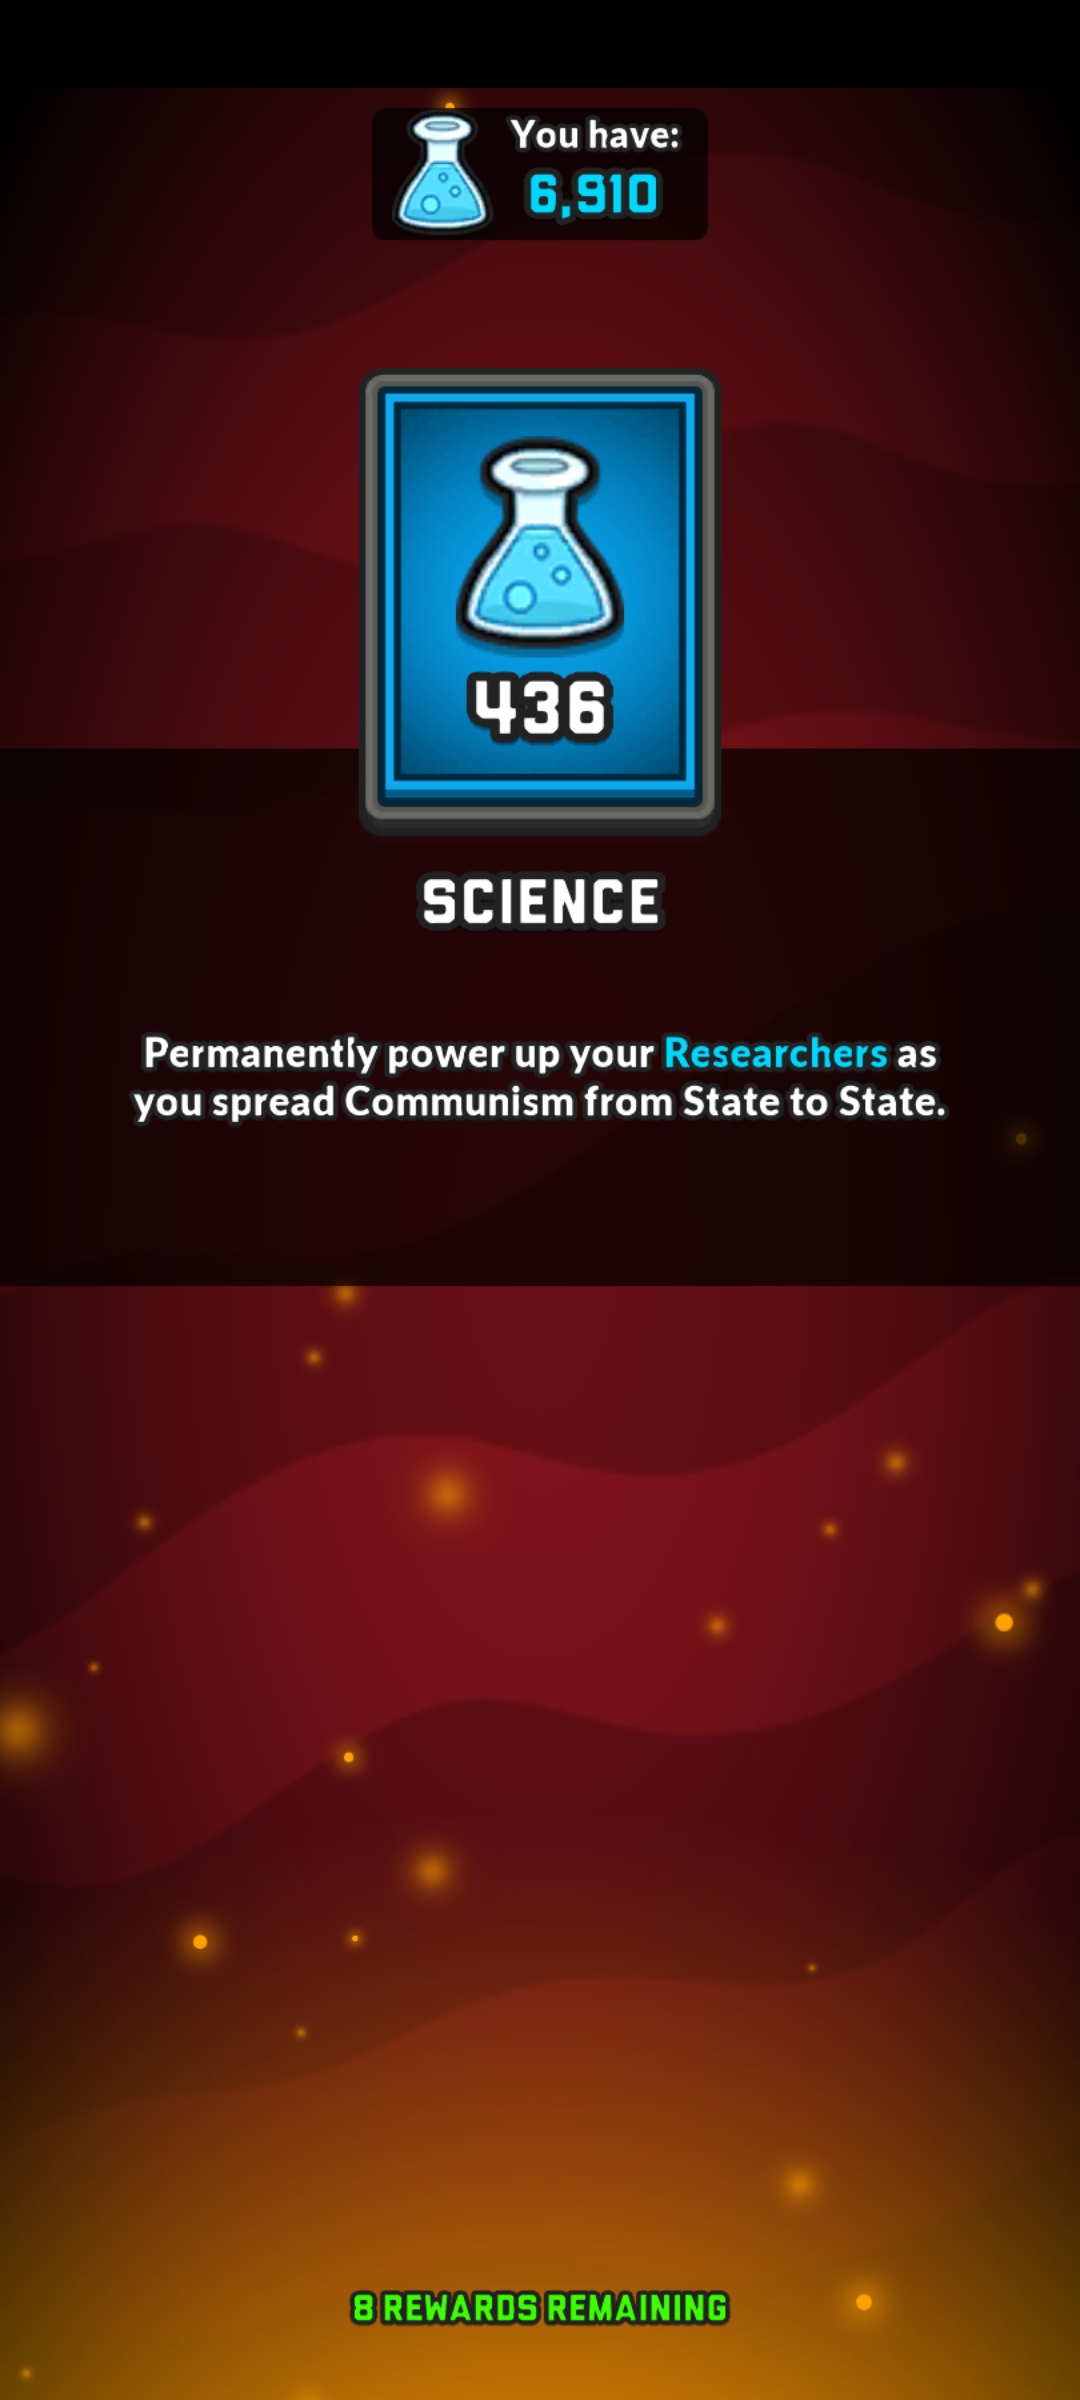 You have:
6,910
436
SCIENCE
Permanently power up your Researchers as
you spread Communism from State to State.
8 REWARDS REMAINING